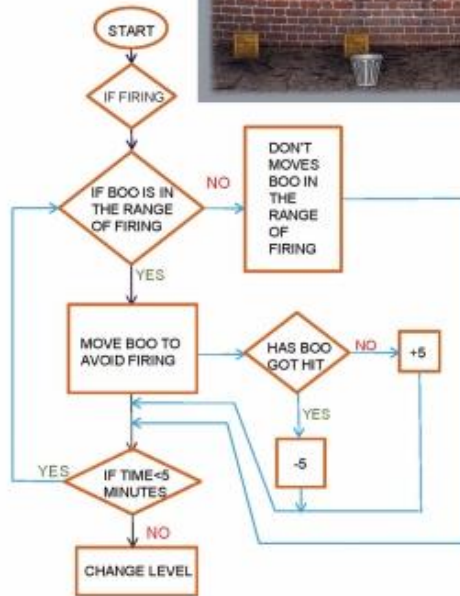 START
IF FIRING
IF BOO IS IN
THE RANGE
OF FIRING
NO
DON'T
MOVES
BOO IN
THE
RANGE
OF
FIRING
YES
MOVE BOO TO
AVOID FIRING
HAS BOO
GOT HIT
NO
+5
YES
-5
YES
IF TIME<5
MINUTES
NO
CHANGE LEVEL